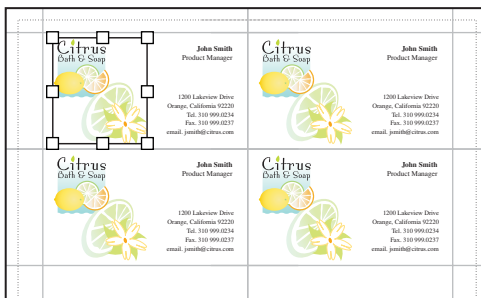 Citrus
Bath & Soap
John Smith
Product Manager
1200 Lakeview Drive
Orange, California 92220
Tel. 310 999.0234
Fax. 310 999.0237
email. jsmith@citrus.com
Citrus
Bath & Soap
John Smith
Product Manager
1200 Lakeview Drive
Orange, California 92220
Tel. 310 999.0234
Fax. 310 999.0237
email. jsmith@citrus.com
Citrus
Bath & Soap
John Smith
Product Manager
1200 Lakeview Drive
Orange, California 92220
Tel. 310 999.0234
Fax. 310 999.0237
email. jsmith@citrus.com
Citrus
Bath & Soap
John Smith
Product Manager
1200 Lakeview Drive
Orange, California 92220
Tel. 310 999.0234
Fax. 310 999.0237
email. jsmith@citrus.com